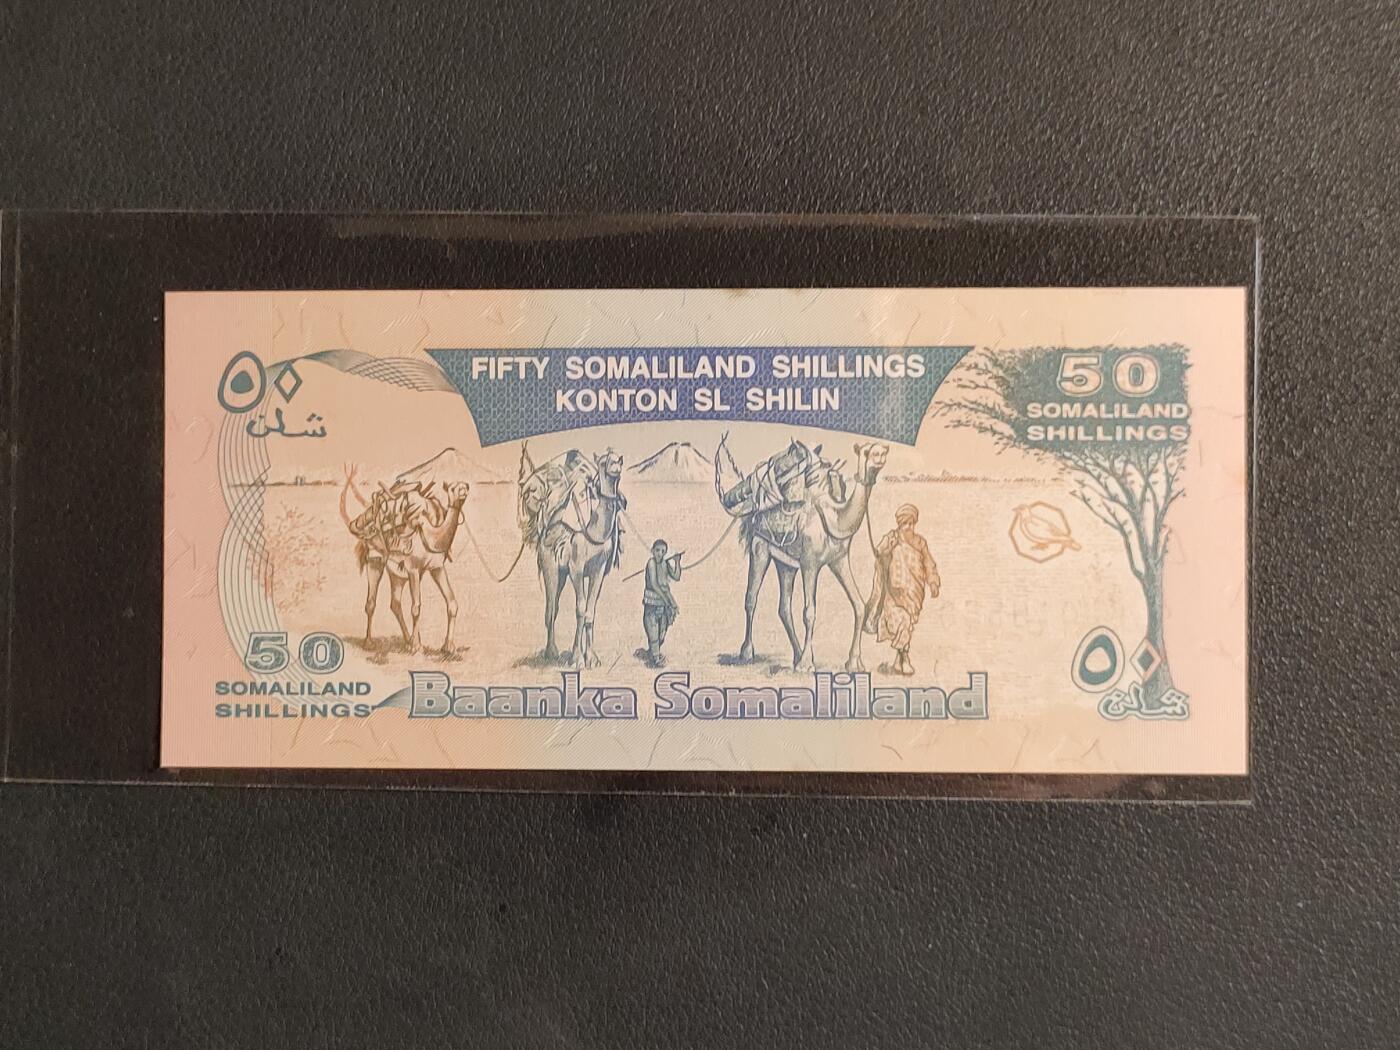 FIFTY SOMALILAND SHILLINGS
KONTON SL SHILIN
٥٠
شلن
50
SOMALILAND
SHILLINGS
50
SOMALILAND
SHILLINGS
Baanka Somaliland
٥٠
شلن